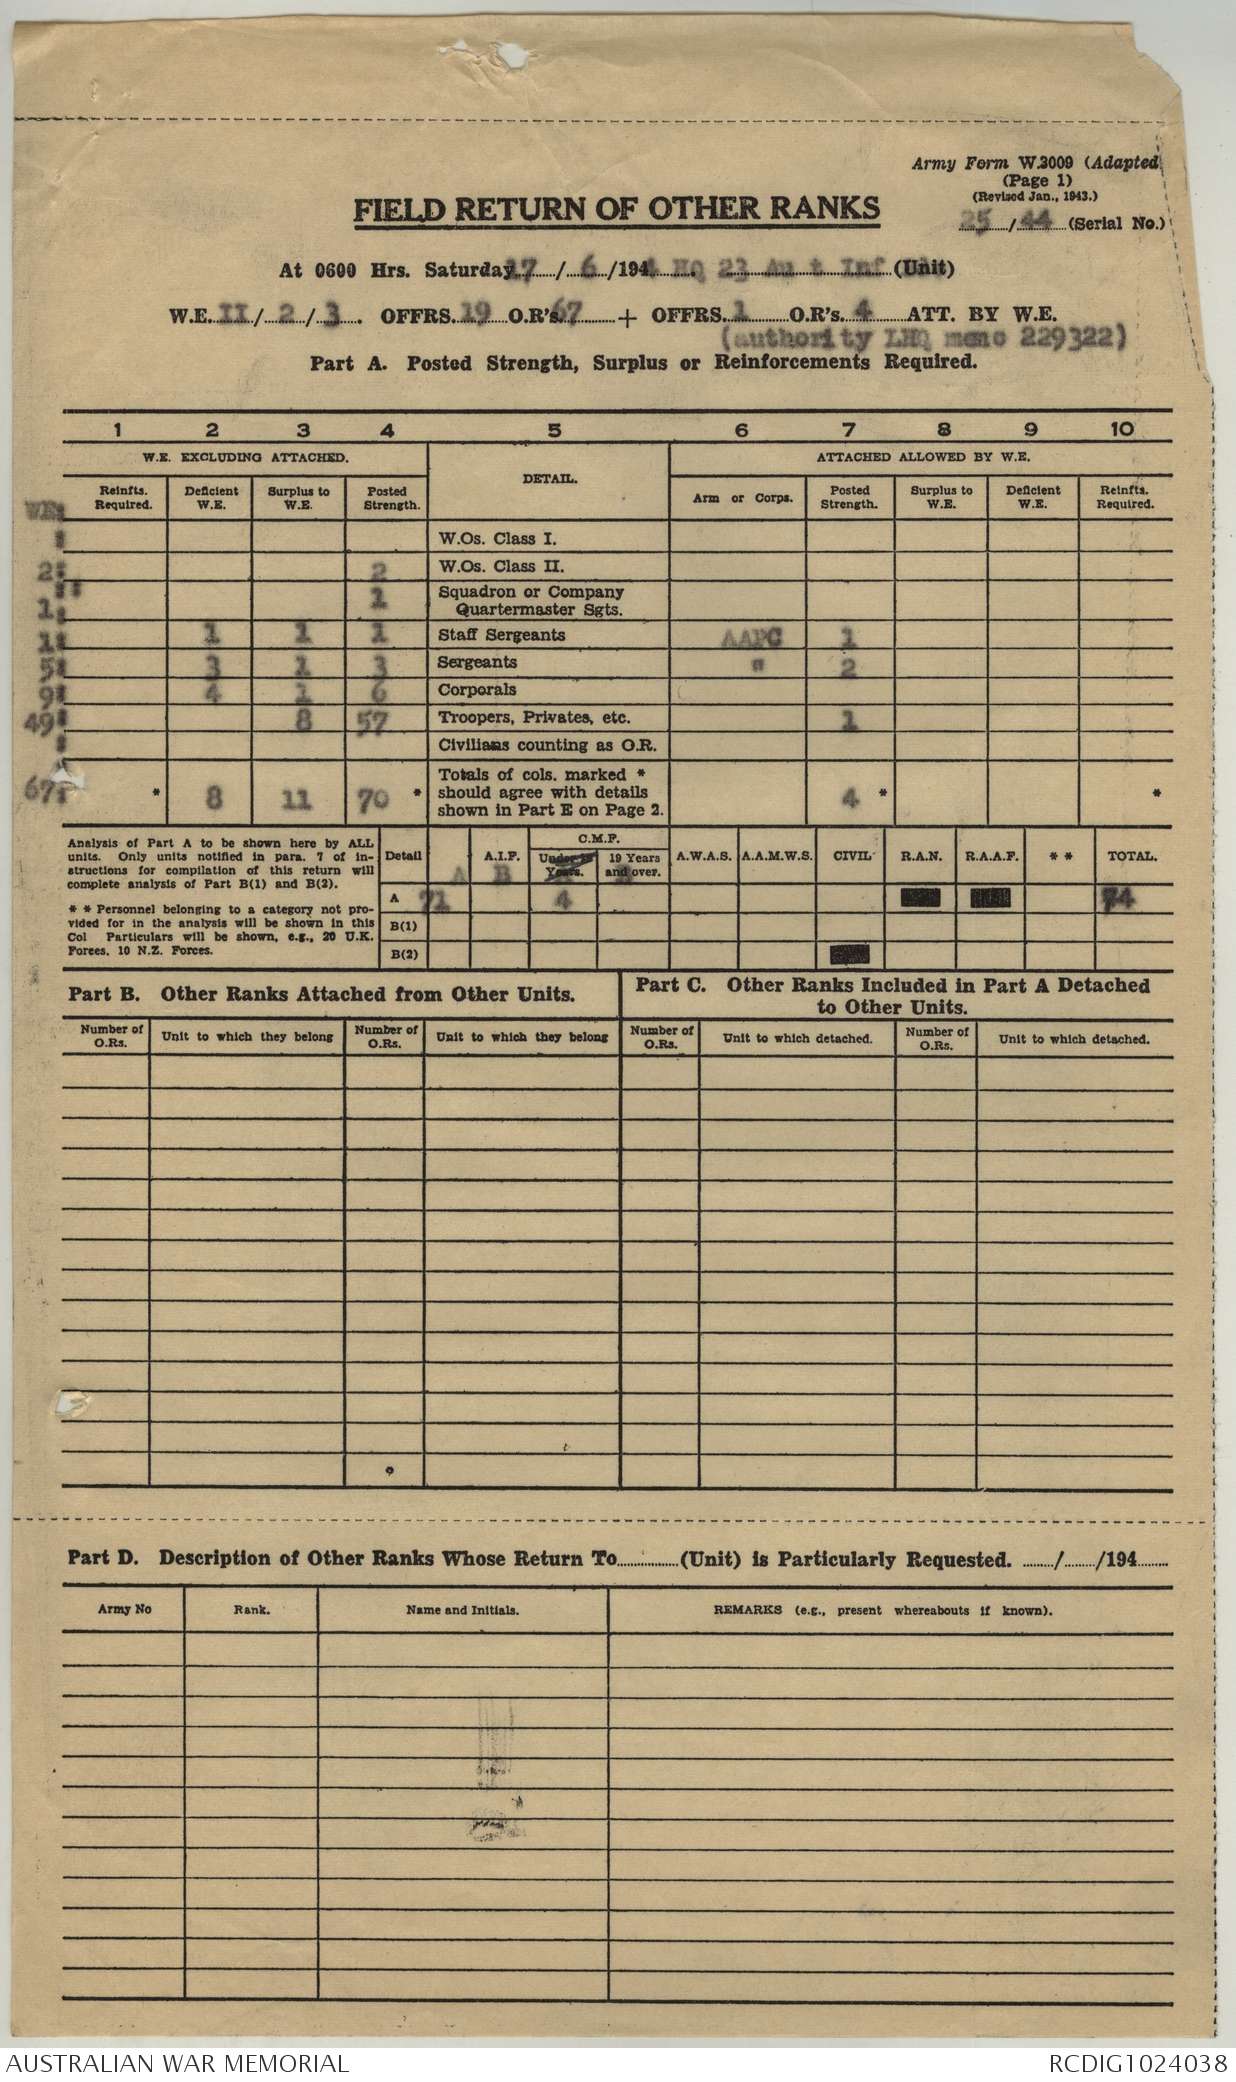 Army Form W.3009 (Adapted
(Page 1)
(Revised Jan., 1943.)
25/44 (Serial No.)
FIELD RETURN OF OTHER RANKS
At 0600 Hrs. Saturday 17/6/194 4 HQ 23 Au t Inf (Unit)
W.E. II/2/3. OFFRS. 19 O.R's. 67 + OFFRS. 1 O.R's. 4 ATT. BY W.E.
(authority LHQ memo 229322)
Part A. Posted Strength, Surplus or Reinforcements Required.
1 2 3 4 5 6 7 8 9 10
W.E. EXCLUDING ATTACHED. DETAIL. ATTACHED ALLOWED BY W.E.
WE: Reinfts. Required. Deficient W.E. Surplus to W.E. Posted Strength. Arm or Corps. Posted Strength. Surplus to W.E. Deficient W.E. Reinfts. Required.
W.Os. Class I.
2: 2 W.Os. Class II.
1: 1 Squadron or Company Quartermaster Sgts.
1: 1 1 1 Staff Sergeants AAPC 1
5: 3 1 3 Sergeants " 2
9: 4 1 6 Corporals
49: 8 57 Troopers, Privates, etc. 1
Civilians counting as O.R.
67: * 8 11 70 * Totals of cols. marked * should agree with details shown in Part E on Page 2. 4 * *
Analysis of Part A to be shown here by ALL
units. Only units notified in para. 7 of in-
structions for compilation of this return will
complete analysis of Part B(1) and B(2).
* * Personnel belonging to a category not pro-
vided for in the analysis will be shown in this
Col Particulars will be shown, e.g., 20 U.K.
Forces, 10 N.Z. Forces.
C.M.F.
Detail A.I.F. Years. 19 Years and over. A.W.A.S. A.A.M.W.S. CIVIL R.A.N. R.A.A.F. * * TOTAL.
A B
A 71 4 74
B(1)
B(2)
Part B. Other Ranks Attached from Other Units.
Part C. Other Ranks Included in Part A Detached
to Other Units.
Number of O.Rs. Unit to which they belong Number of O.Rs. Unit to which they belong Number of O.Rs. Unit to which detached. Number of O.Rs. Unit to which detached.
Part D. Description of Other Ranks Whose Return To (Unit) is Particularly Requested. / /194
Army No Rank. Name and Initials. REMARKS (e.g., present whereabouts if known).
AUSTRALIAN WAR MEMORIAL
RCDIG1024038